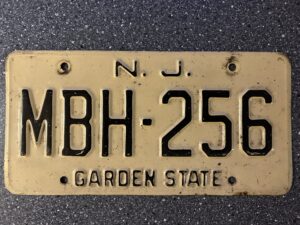 N. J.
MBH-256
GARDEN STATE